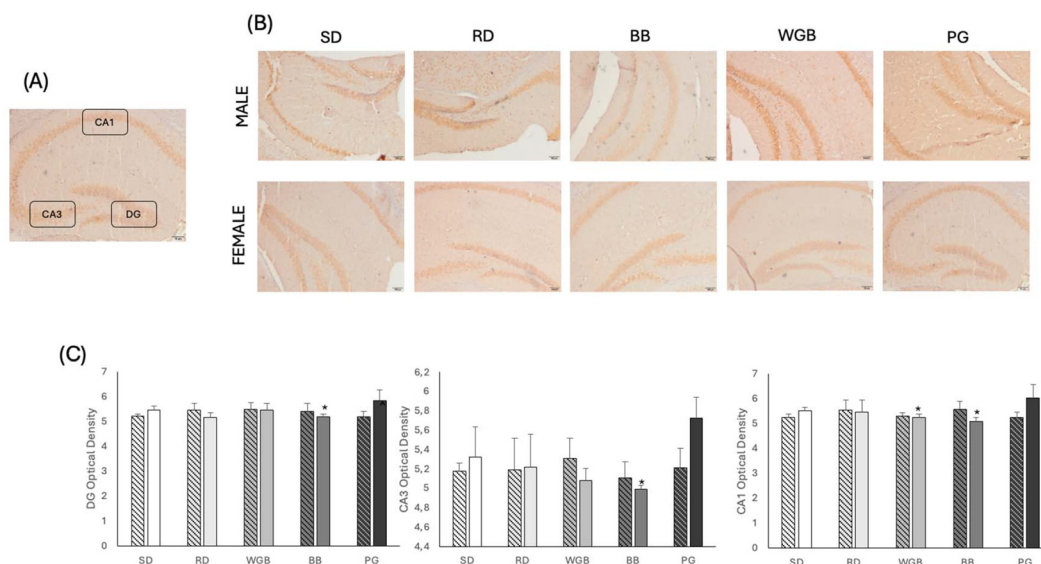 (A)
CA1
CA3
DG
(B)
SD RD BB WGB PG
MALE
FEMALE
(C)
DG Optical Density
7
6
5
4
3
2
1
0
SD RD WGB BB PG
*
CA3 Optical Density
6,2
6
5,8
5,6
5,4
5,2
5
4,8
4,6
4,4
SD RD WGB BB PG
*
CA1 Optical Density
7
6
5
4
3
2
1
0
SD RD WGB BB PG
* *